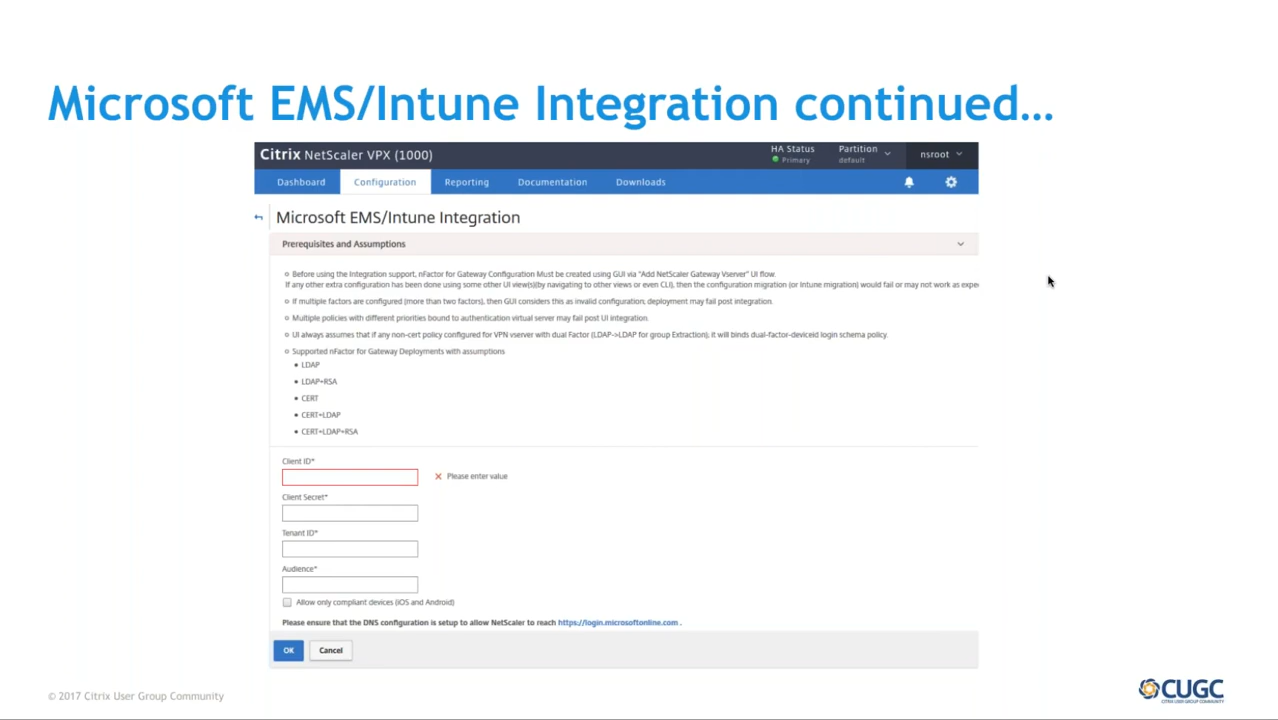 Microsoft EMS/Intune Integration continued…
Citrix NetScaler VPX (1000)
HA Status
Primary
Partition
default
nsroot
Dashboard
Configuration
Reporting
Documentation
Downloads
Microsoft EMS/Intune Integration
Prerequisites and Assumptions
Before using the Integration support, nFactor for Gateway Configuration Must be created using GUI via "Add NetScaler Gateway Vserver" UI flow.
If any other extra configuration has been done using some other UI view(s)(by navigating to other views or even CLI), then the configuration migration (or Intune migration) would fail or may not work as expe
If multiple factors are configured (more than two factors), then GUI considers this as invalid configuration, deployment may fail post integration.
Multiple policies with different priorities bound to authentication virtual server may fail post UI integration.
UI always assumes that if any non-cert policy configured for VPN vserver with dual Factor (LDAP->LDAP for group Extraction); it will binds dual-factor-deviceid login schema policy.
Supported nFactor for Gateway Deployments with assumptions
LDAP
LDAP+RSA
CERT
CERT+LDAP
CERT+LDAP+RSA
Client ID*
Please enter value
Client Secret*
Tenant ID*
Audience*
Allow only compliant devices (iOS and Android)
Please ensure that the DNS configuration is setup to allow NetScaler to reach https://login.microsoftonline.com .
OK
Cancel
© 2017 Citrix User Group Community
CUGC
CITRIX USER GROUP COMMUNITY